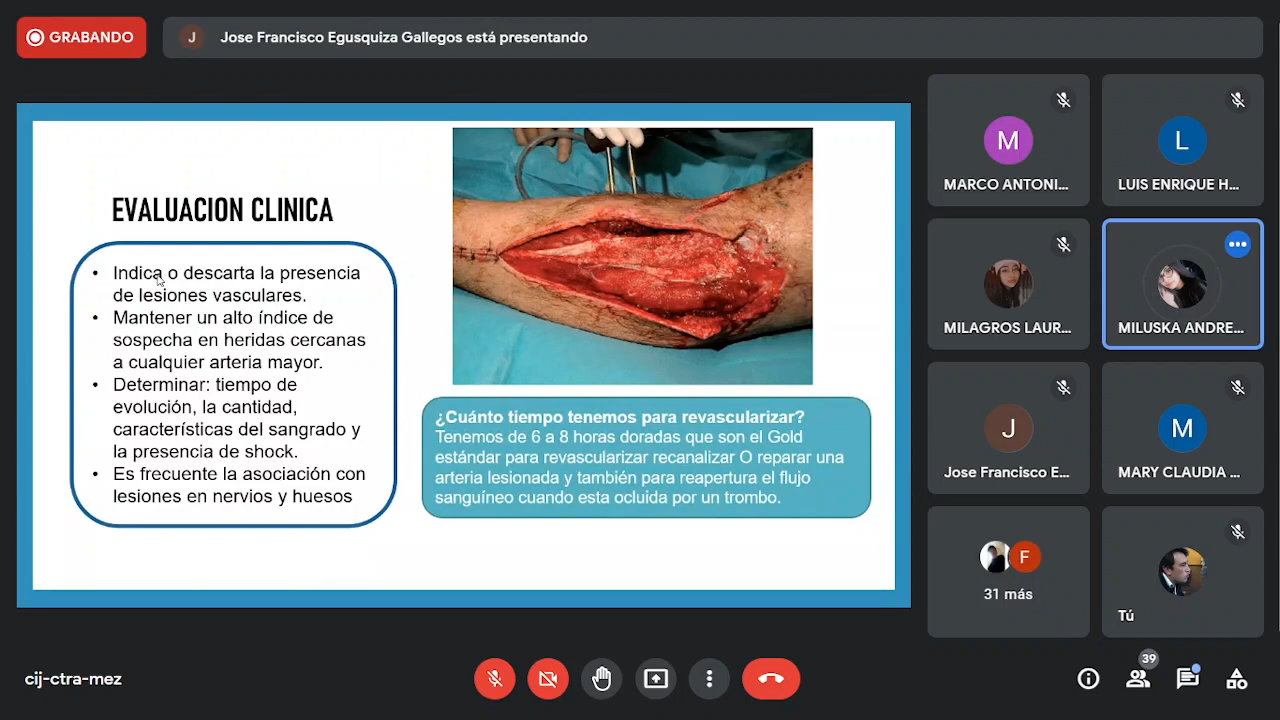 GRABANDO
J
Jose Francisco Egusquiza Gallegos está presentando
EVALUACION CLINICA
• Indica o descarta la presencia
de lesiones vasculares.
• Mantener un alto índice de
sospecha en heridas cercanas
a cualquier arteria mayor.
• Determinar: tiempo de
evolución, la cantidad,
características del sangrado y
la presencia de shock.
• Es frecuente la asociación con
lesiones en nervios y huesos
¿Cuánto tiempo tenemos para revascularizar?
Tenemos de 6 a 8 horas doradas que son el Gold
estándar para revascularizar recanalizar O reparar una
arteria lesionada y también para reapertura el flujo
sanguíneo cuando esta ocluida por un trombo.
M
MARCO ANTONI...
L
LUIS ENRIQUE H...
MILAGROS LAUR...
MILUSKA ANDRE...
J
Jose Francisco E...
M
MARY CLAUDIA ...
F
31 más
Tú
cij-ctra-mez
39